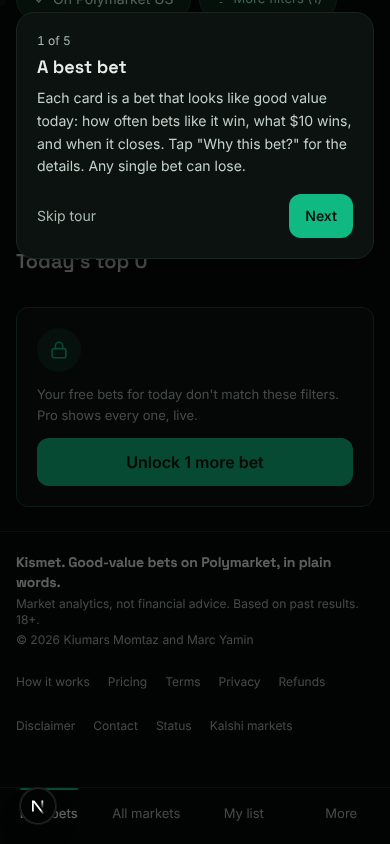 On Polymarket US
More filters (1)
1 of 5
A best bet
Each card is a bet that looks like good value
today: how often bets like it win, what $10 wins,
and when it closes. Tap "Why this bet?" for the
details. Any single bet can lose.
Skip tour
Next
Today's top 0
Your free bets for today don't match these filters.
Pro shows every one, live.
Unlock 1 more bet
Kismet. Good-value bets on Polymarket, in plain
words.
Market analytics, not financial advice. Based on past results.
18+.
© 2026 Kiumars Momtaz and Marc Yamin
How it works
Pricing
Terms
Privacy
Refunds
Disclaimer
Contact
Status
Kalshi markets
N
bets
All markets
My list
More